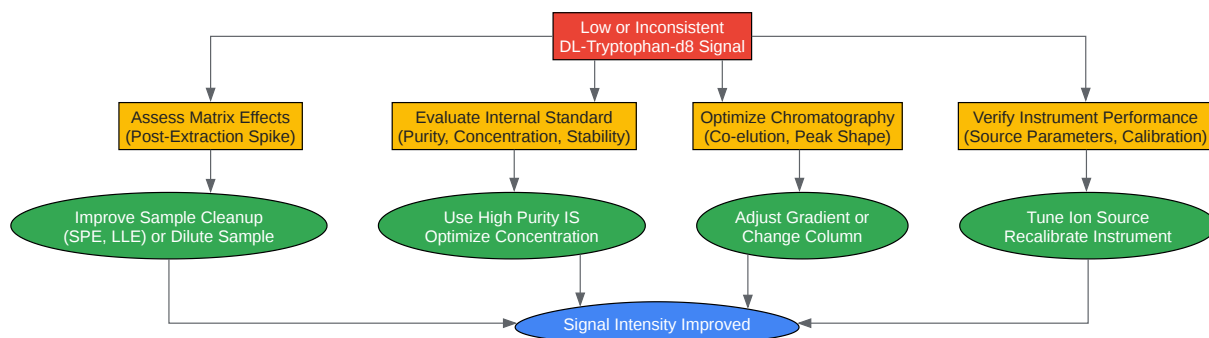 Low or Inconsistent
DL-Tryptophan-d8 Signal
Assess Matrix Effects
(Post-Extraction Spike)
Evaluate Internal Standard
(Purity, Concentration, Stability)
Optimize Chromatography
(Co-elution, Peak Shape)
Verify Instrument Performance
(Source Parameters, Calibration)
Improve Sample Cleanup
(SPE, LLE) or Dilute Sample
Use High Purity IS
Optimize Concentration
Adjust Gradient or
Change Column
Tune Ion Source
Recalibrate Instrument
Signal Intensity Improved